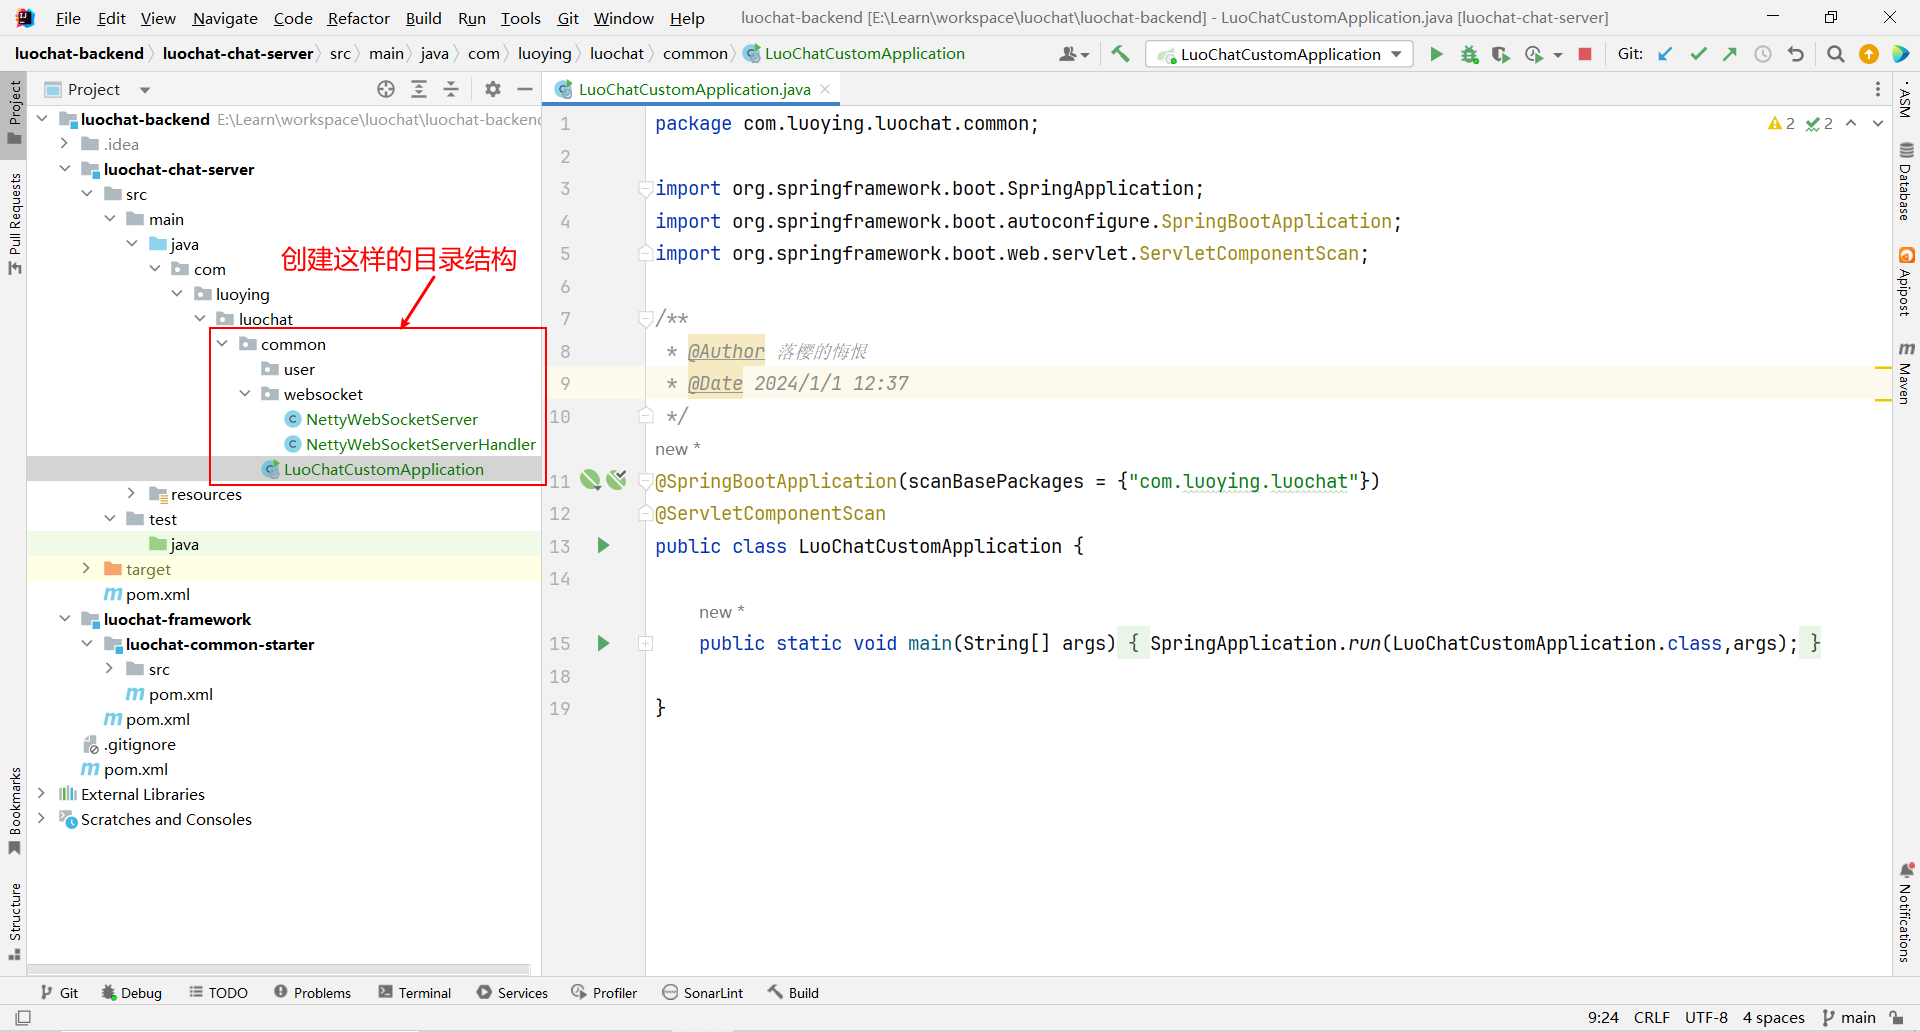 File Edit View Navigate Code Refactor Build Run Tools Git Window Help luochat-backend [E:\Learn\workspace\luochat\luochat-backend] - LuoChatCustomApplication.java [luochat-chat-server]
luochat-backend luochat-chat-server src main java com luoying luochat common LuoChatCustomApplication LuoChatCustomApplication Git:
Project
LuoChatCustomApplication.java
luochat-backend E:\Learn\workspace\luochat\luochat-backend
.idea
luochat-chat-server
src
main
java
com
luoying
luochat
common
user
websocket
NettyWebSocketServer
NettyWebSocketServerHandler
LuoChatCustomApplication
resources
test
java
target
pom.xml
luochat-framework
luochat-common-starter
src
pom.xml
pom.xml
.gitignore
pom.xml
External Libraries
Scratches and Consoles
创建这样的目录结构
1 package com.luoying.luochat.common;
2
3 import org.springframework.boot.SpringApplication;
4 import org.springframework.boot.autoconfigure.SpringBootApplication;
5 import org.springframework.boot.web.servlet.ServletComponentScan;
6
7 /**
8 * @Author 落樱的悔恨
9 * @Date 2024/1/1 12:37
10 */
new *
11 @SpringBootApplication(scanBasePackages = {"com.luoying.luochat"})
12 @ServletComponentScan
13 public class LuoChatCustomApplication {
14
new *
15 public static void main(String[] args) { SpringApplication.run(LuoChatCustomApplication.class,args); }
18
19 }
2 2
Project
Pull Requests
Bookmarks
Structure
ASM
Database
Apipost
m Maven
Notifications
Git Debug TODO Problems Terminal Services Profiler SonarLint Build
9:24 CRLF UTF-8 4 spaces main